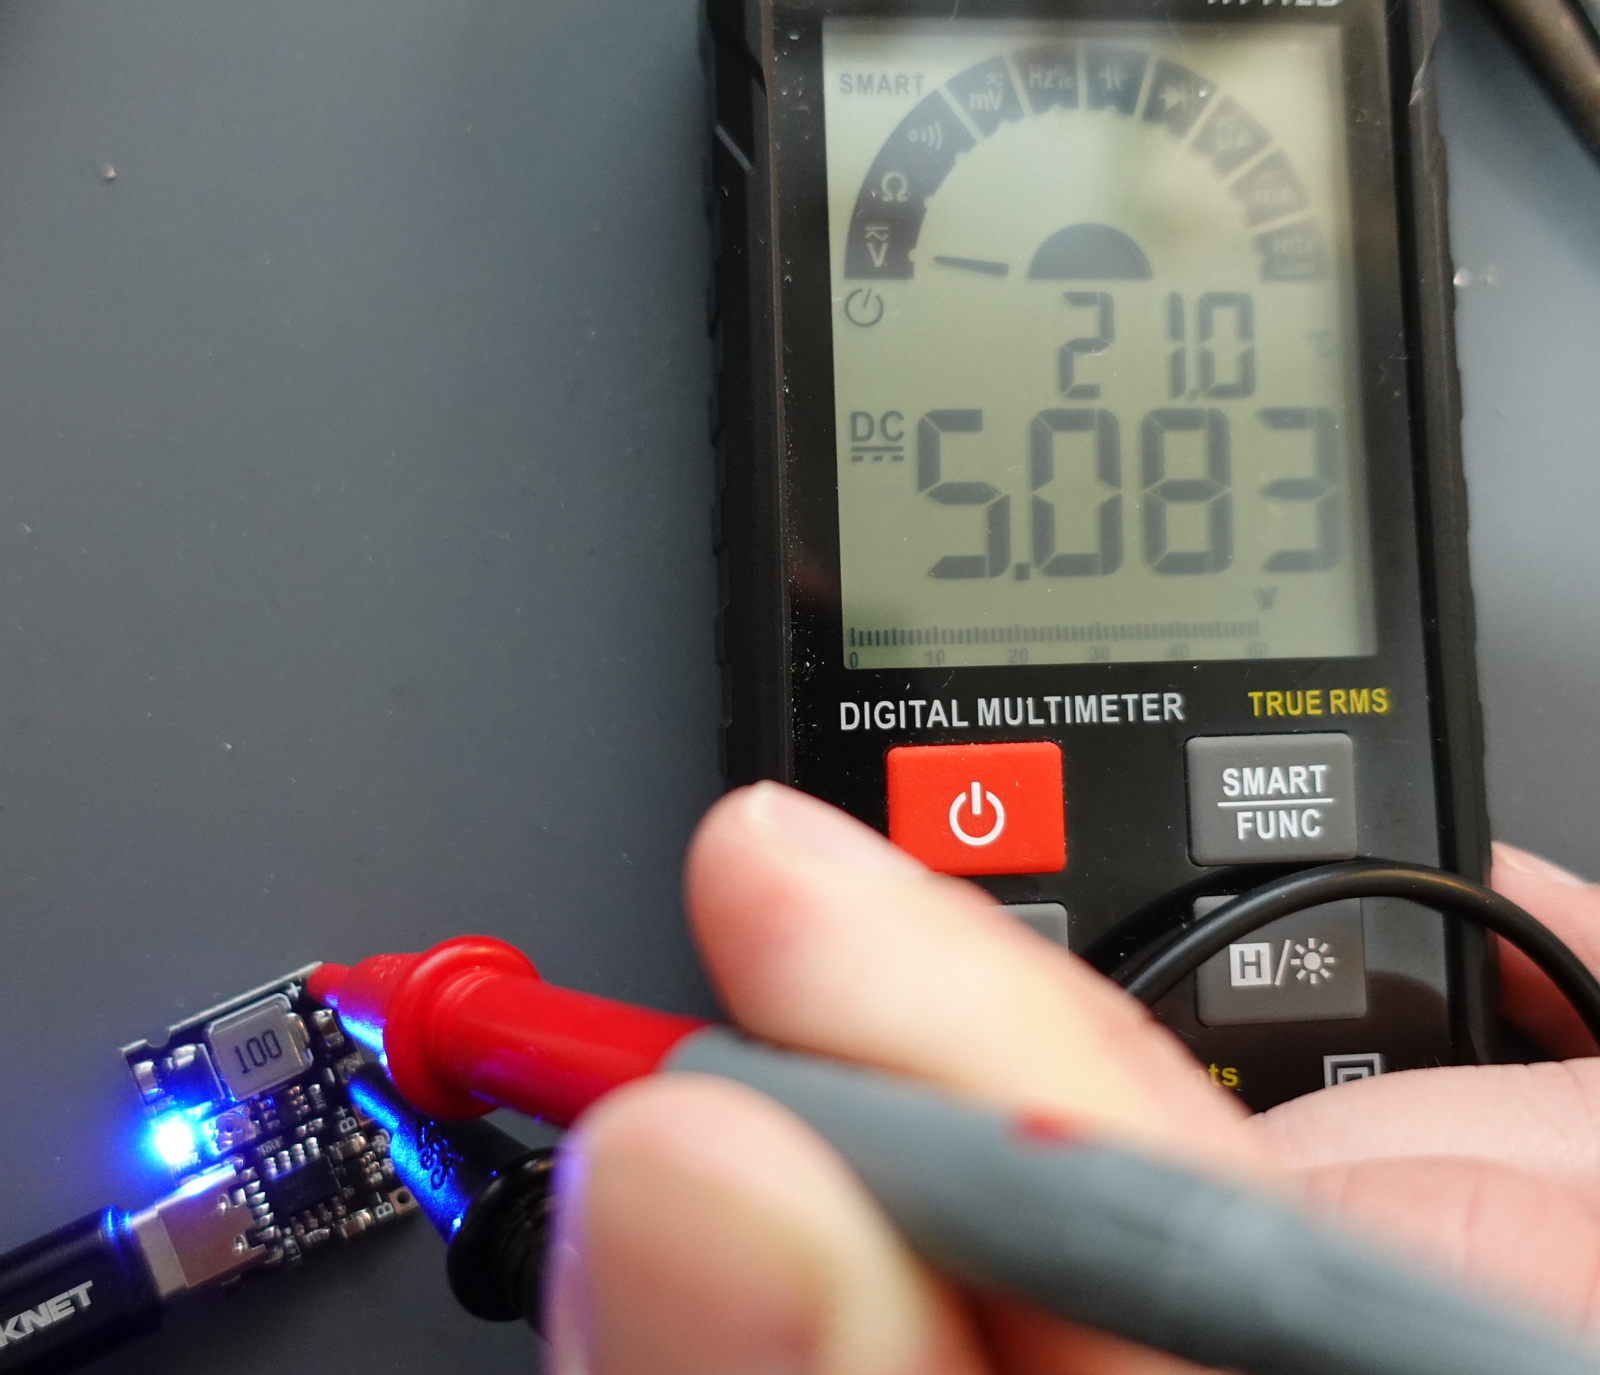 SMART
mV
Hz%
Ω
V
21.0
DC
5.083
V
0 10 20 30 40
DIGITAL MULTIMETER TRUE RMS
SMART
FUNC
H/
100
B+
B-
KNET